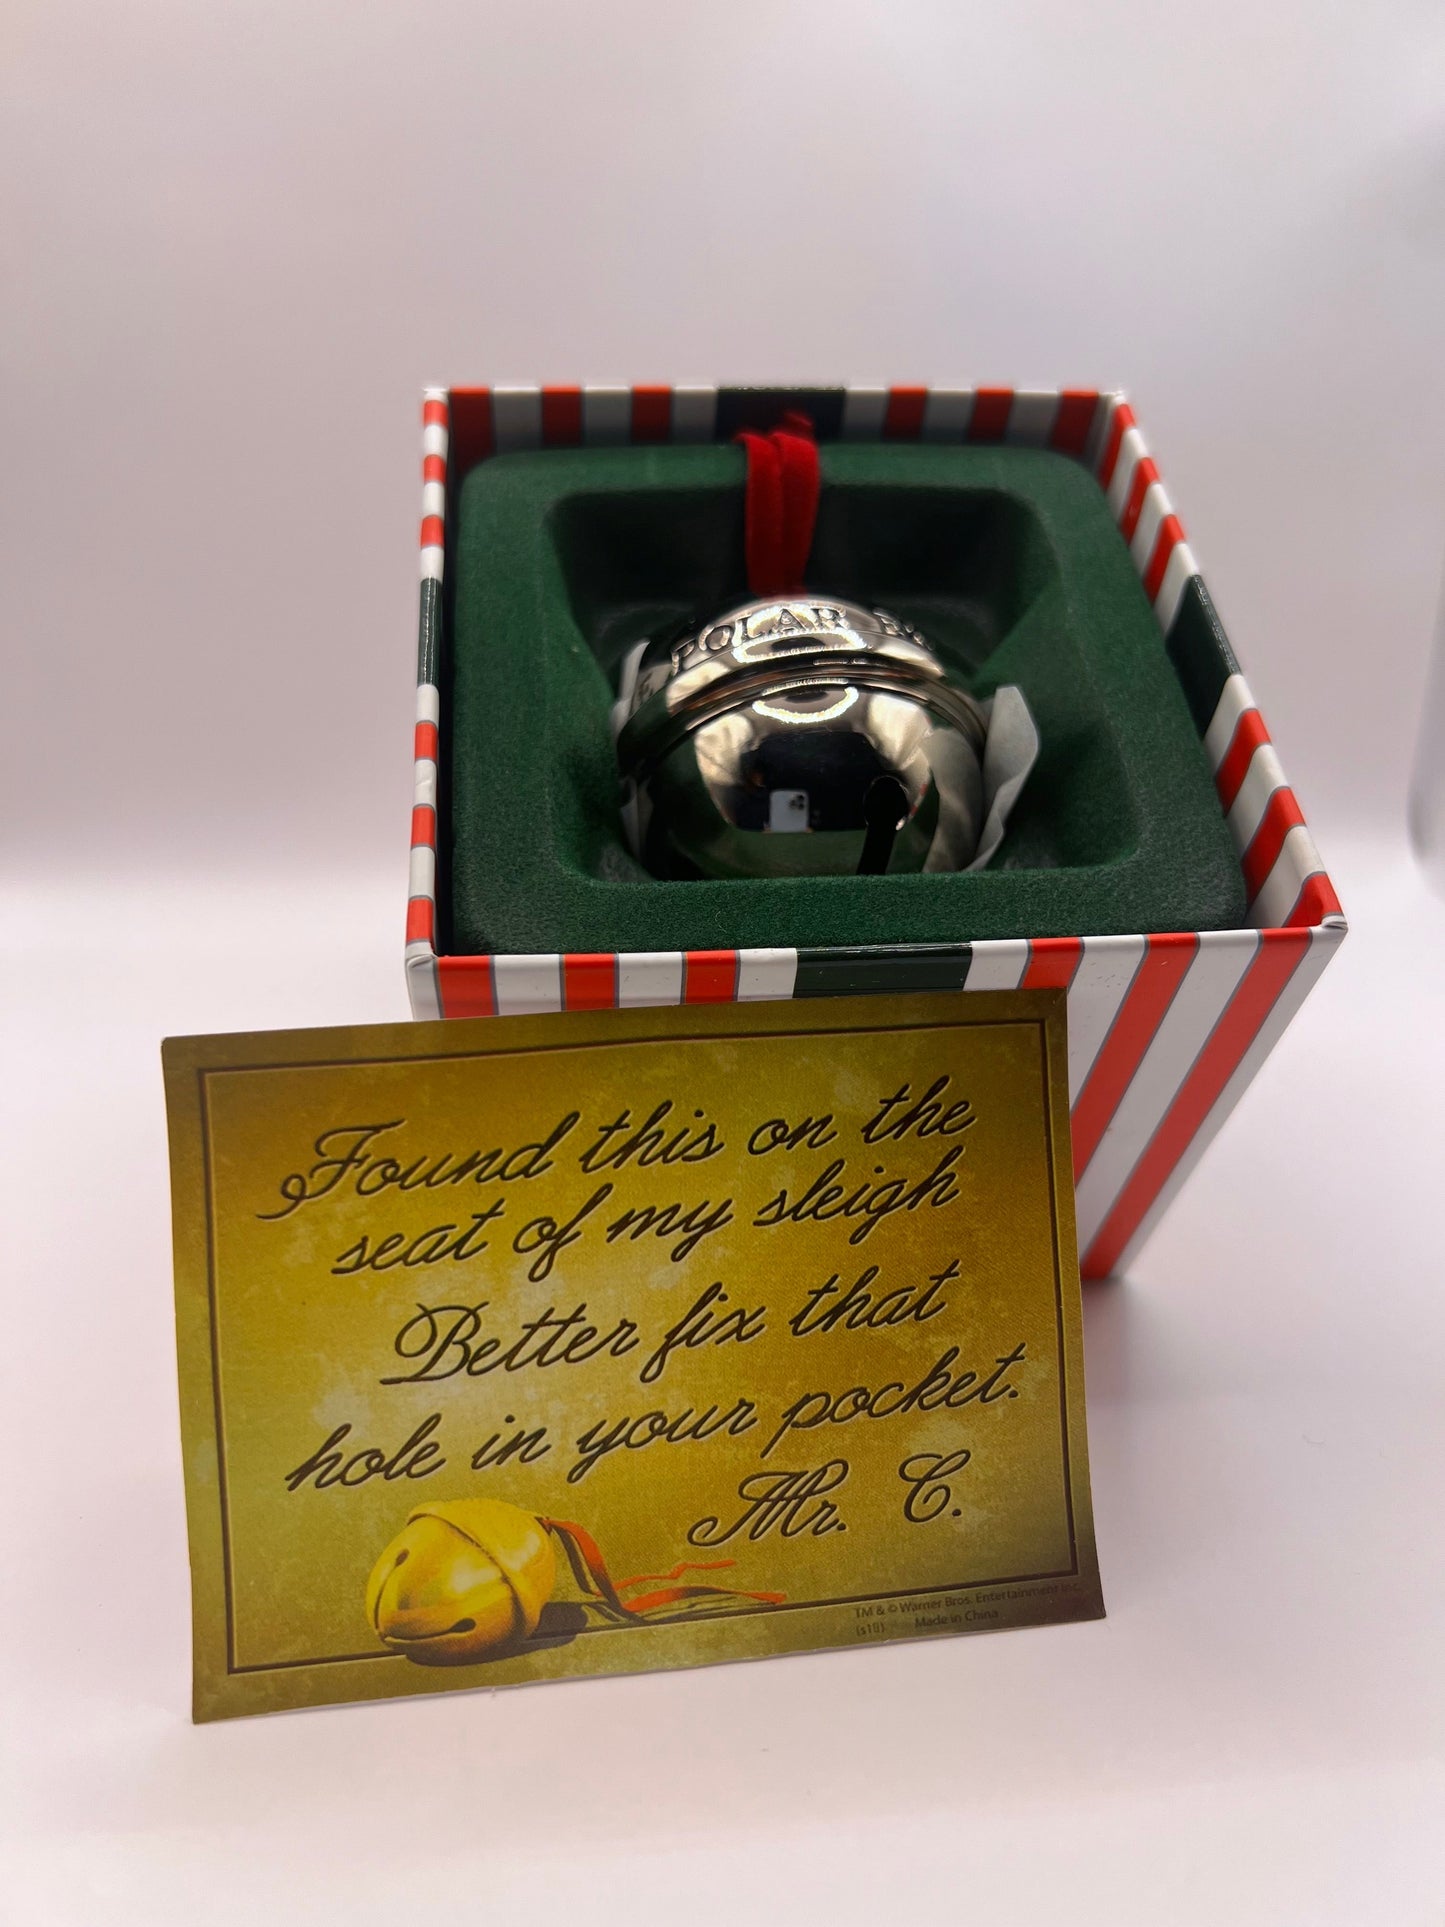 POLAR
Found this on the
seat of my sleigh
Better fix that
hole in your pocket.
Mr. C.
TM & © Warner Bros. Entertainment Inc.
(s10) Made in China